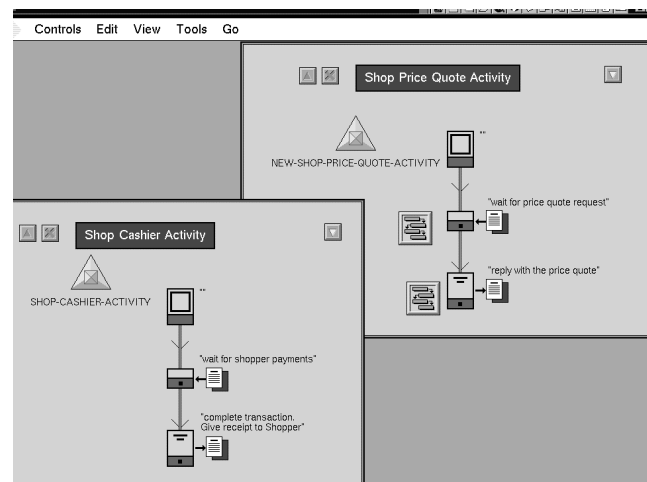 Controls Edit View Tools Go
Shop Price Quote Activity
NEW-SHOP-PRICE-QUOTE-ACTIVITY
""
"wait for price quote request"
"reply with the price quote"
Shop Cashier Activity
SHOP-CASHIER-ACTIVITY
""
"wait for shopper payments"
"complete transaction.
Give receipt to Shopper"